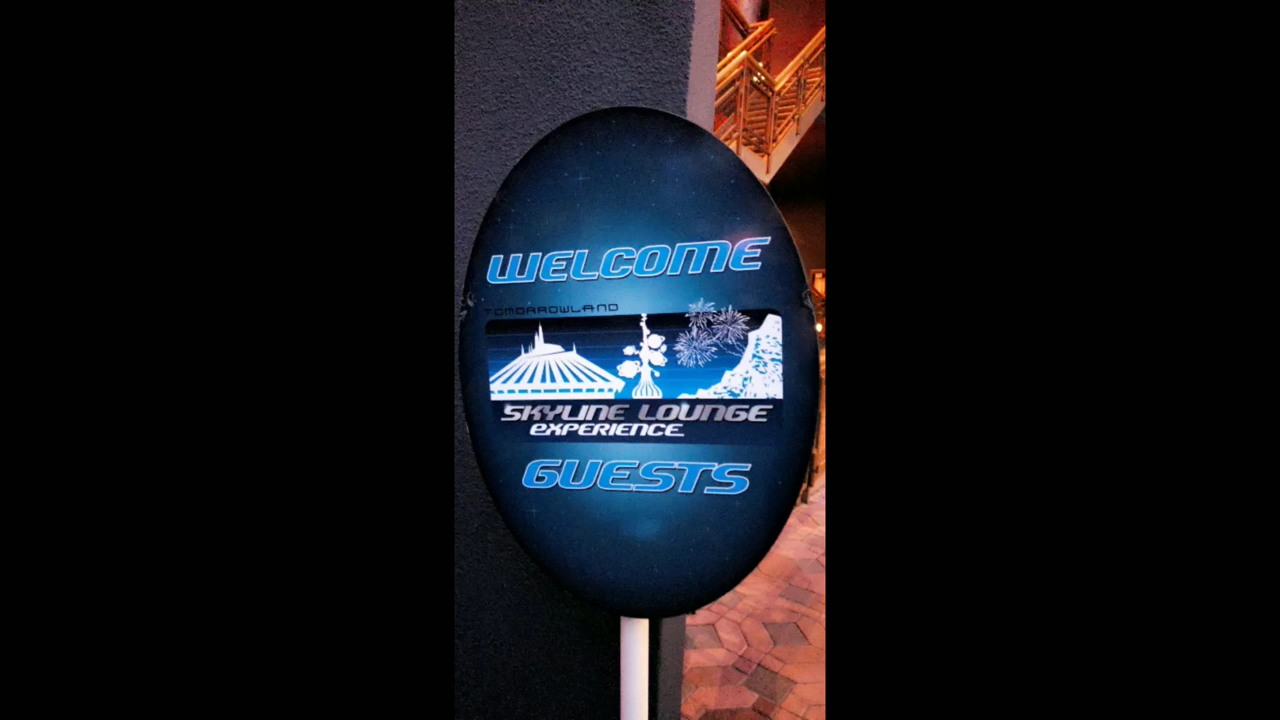 WELCOME
TOMORROWLAND
SKYLINE LOUNGE
EXPERIENCE
GUESTS